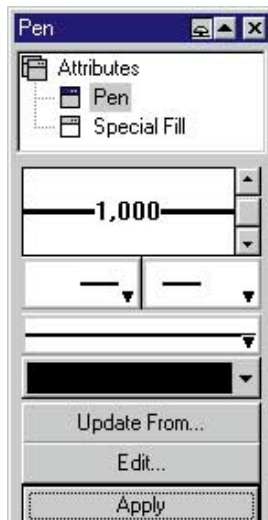 Pen
Attributes
Pen
Special Fill
1,000
Update From...
Edit...
Apply